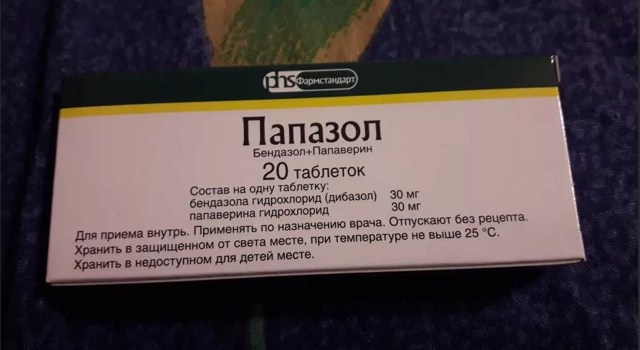 phs Фармстандарт
Папазол
Бендазол+Папаверин
20 таблеток
Состав на одну таблетку:
бендазола гидрохлорид (дибазол) 30 мг
папаверина гидрохлорид 30 мг
Для приема внутрь. Применять по назначению врача. Отпускают без рецепта.
Хранить в защищенном от света месте, при температуре не выше 25 °С.
Хранить в недоступном для детей месте.